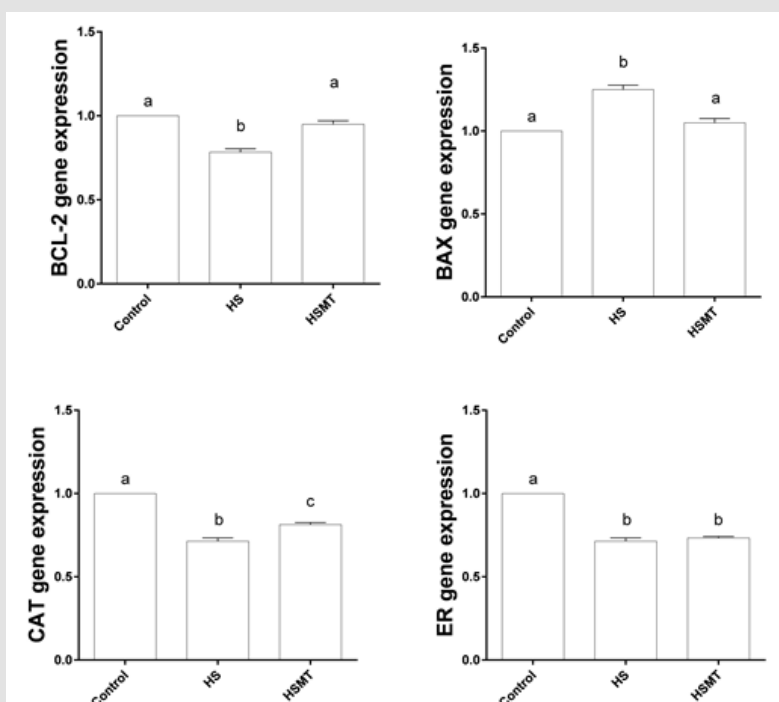 BCL-2 gene expression
1.5
1.0
0.5
0.0
a
b
a
Control
HS
HSMT
BAX gene expression
1.5
1.0
0.5
0.0
a
b
a
Control
HS
HSMT
CAT gene expression
1.5
1.0
0.5
0.0
a
b
c
Control
HS
HSMT
ER gene expression
1.5
1.0
0.5
0.0
a
b
b
Control
HS
HSMT